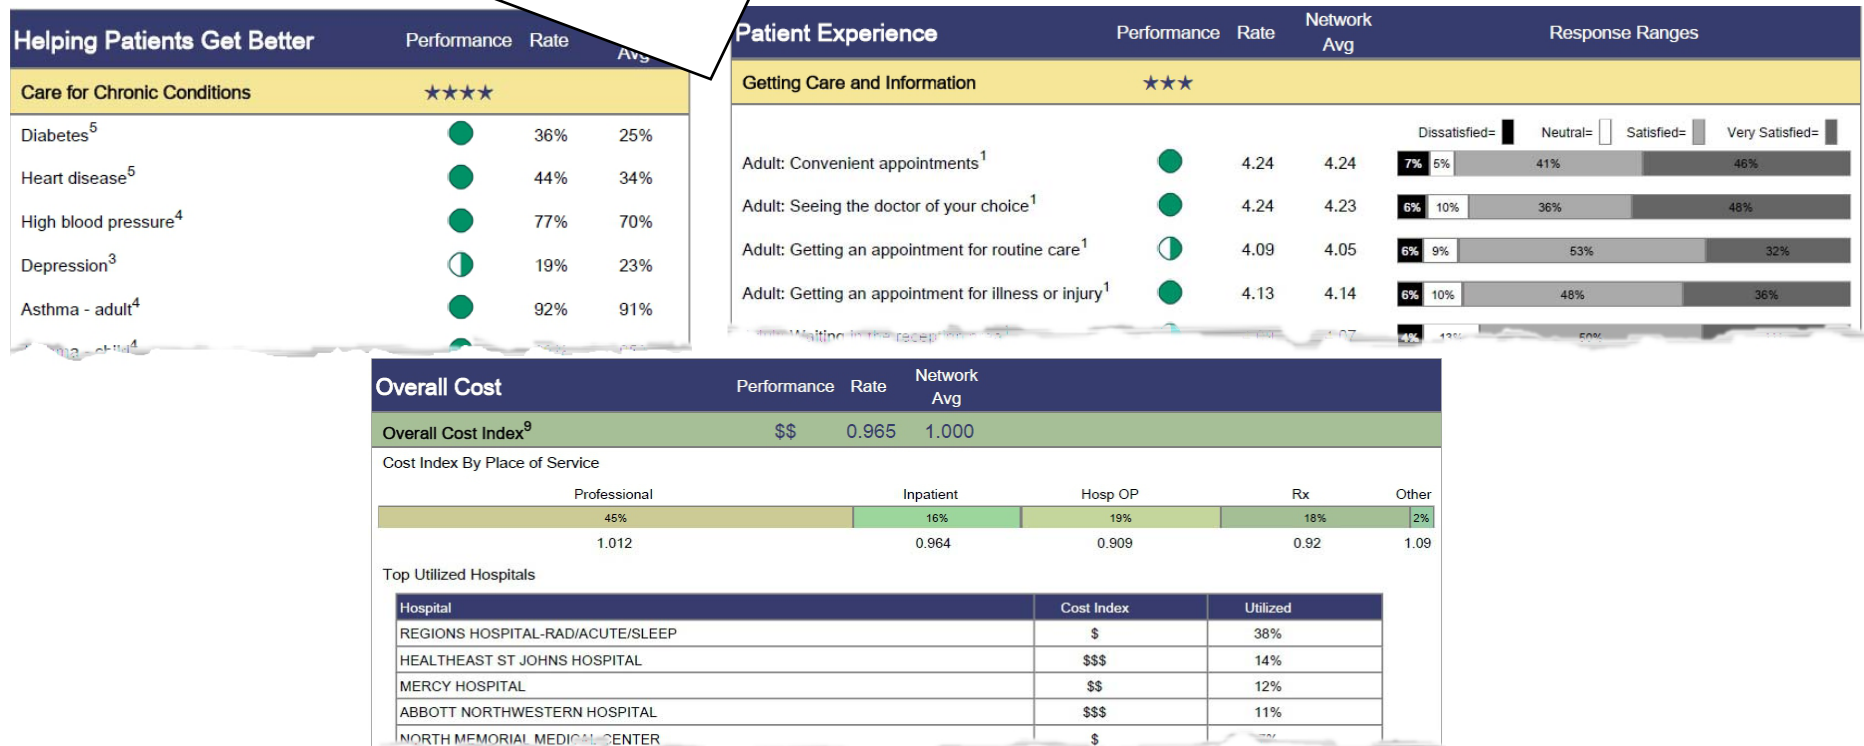 Helping Patients Get Better Performance Rate Avg
Care for Chronic Conditions ★★★★
Diabetes5 36% 25%
Heart disease5 44% 34%
High blood pressure4 77% 70%
Depression3 19% 23%
Asthma - adult4 92% 91%
Patient Experience Performance Rate Network Avg Response Ranges
Getting Care and Information ★★★
Dissatisfied= Neutral= Satisfied= Very Satisfied=
Adult: Convenient appointments1 4.24 4.24 7% 5% 41% 46%
Adult: Seeing the doctor of your choice1 4.24 4.23 6% 10% 36% 48%
Adult: Getting an appointment for routine care1 4.09 4.05 6% 9% 53% 32%
Adult: Getting an appointment for illness or injury1 4.13 4.14 6% 10% 48% 36%
Overall Cost Performance Rate Network Avg
Overall Cost Index9 $$ 0.965 1.000
Cost Index By Place of Service
Professional Inpatient Hosp OP Rx Other
45% 16% 19% 18% 2%
1.012 0.964 0.909 0.92 1.09
Top Utilized Hospitals
Hospital Cost Index Utilized
REGIONS HOSPITAL-RAD/ACUTE/SLEEP $ 38%
HEALTHEAST ST JOHNS HOSPITAL $$$ 14%
MERCY HOSPITAL $$ 12%
ABBOTT NORTHWESTERN HOSPITAL $$$ 11%
NORTH MEMORIAL MEDICAL CENTER $